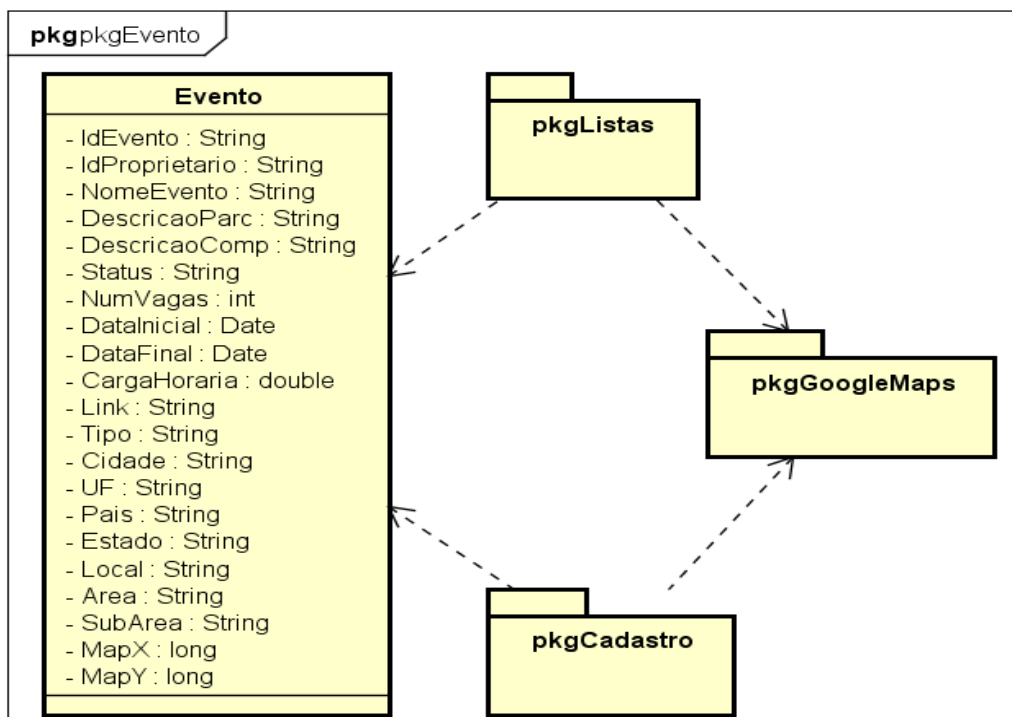 pkg pkgEvento
Evento
- IdEvento : String
- IdProprietario : String
- NomeEvento : String
- DescricaoParc : String
- DescricaoComp : String
- Status : String
- NumVagas : int
- DataInicial : Date
- DataFinal : Date
- CargaHoraria : double
- Link : String
- Tipo : String
- Cidade : String
- UF : String
- Pais : String
- Estado : String
- Local : String
- Area : String
- SubArea : String
- MapX : long
- MapY : long
pkgListas
pkgGoogleMaps
pkgCadastro